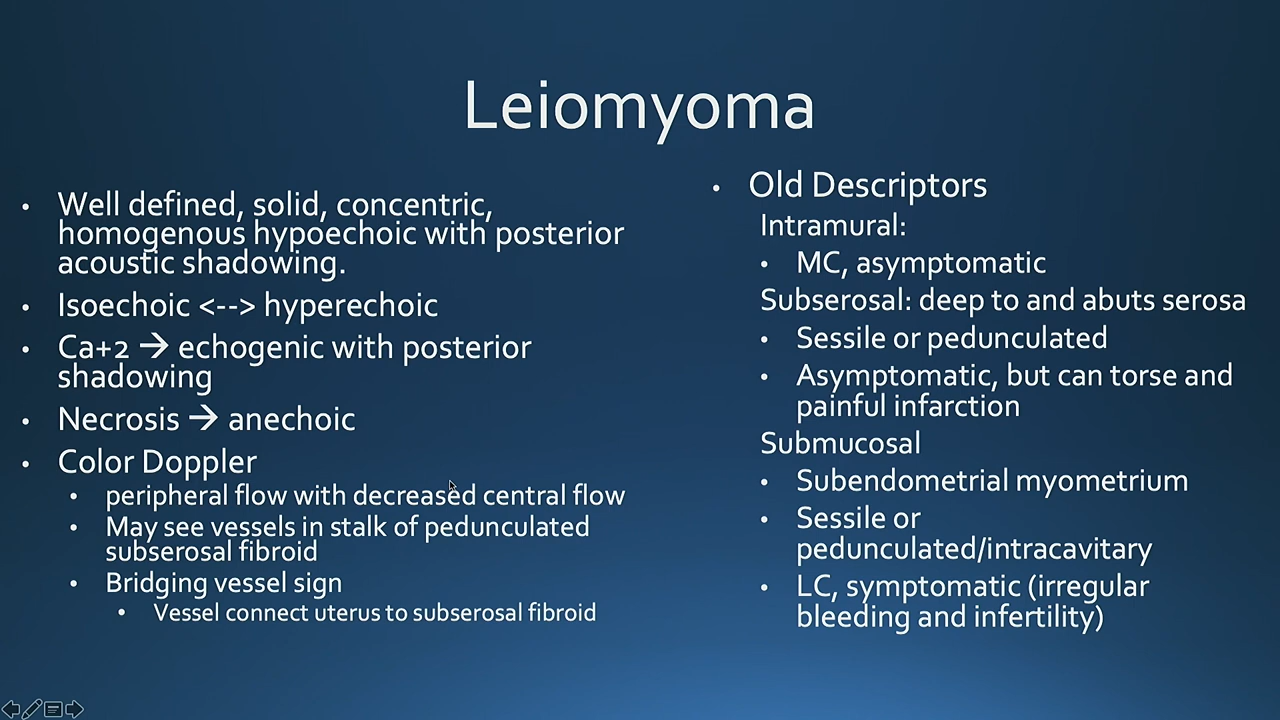 Leiomyoma
• Well defined, solid, concentric,
homogenous hypoechoic with posterior
acoustic shadowing.
• Isoechoic <--> hyperechoic
• Ca+2 → echogenic with posterior
shadowing
• Necrosis → anechoic
• Color Doppler
• peripheral flow with decreased central flow
• May see vessels in stalk of pedunculated
subserosal fibroid
• Bridging vessel sign
• Vessel connect uterus to subserosal fibroid
• Old Descriptors
Intramural:
• MC, asymptomatic
Subserosal: deep to and abuts serosa
• Sessile or pedunculated
• Asymptomatic, but can torse and
painful infarction
Submucosal
• Subendometrial myometrium
• Sessile or
pedunculated/intracavitary
• LC, symptomatic (irregular
bleeding and infertility)